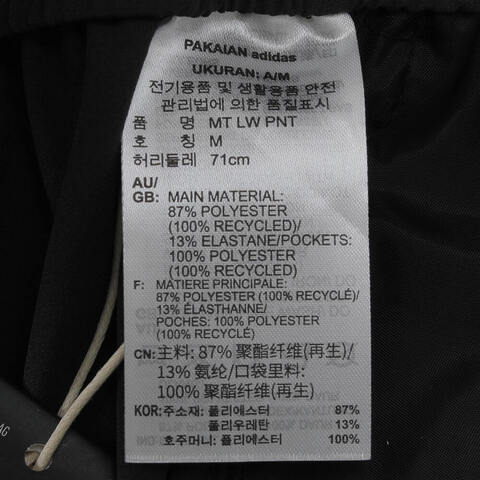 PAKAIAN adidas
UKURAN: A/M
전기용품 및 생활용품 안전
관리법에 의한 품질표시
품 명 MT LW PNT
호 칭 M
허리둘레 71cm
AU/
GB: MAIN MATERIAL:
87% POLYESTER
(100% RECYCLED)/
13% ELASTANE/POCKETS:
100% POLYESTER
(100% RECYCLED)
F: MATIERE PRINCIPALE:
87% POLYESTER (100% RECYCLÉ)/
13% ÉLASTHANNE/
POCHES: 100% POLYESTER
(100% RECYCLÉ)
CN: 主料: 87% 聚酯纤维(再生)/
13% 氨纶/口袋里料:
100% 聚酯纤维(再生)
KOR: 주소재: 폴리에스터 87%
폴리우레탄 13%
호주머니: 폴리에스터 100%